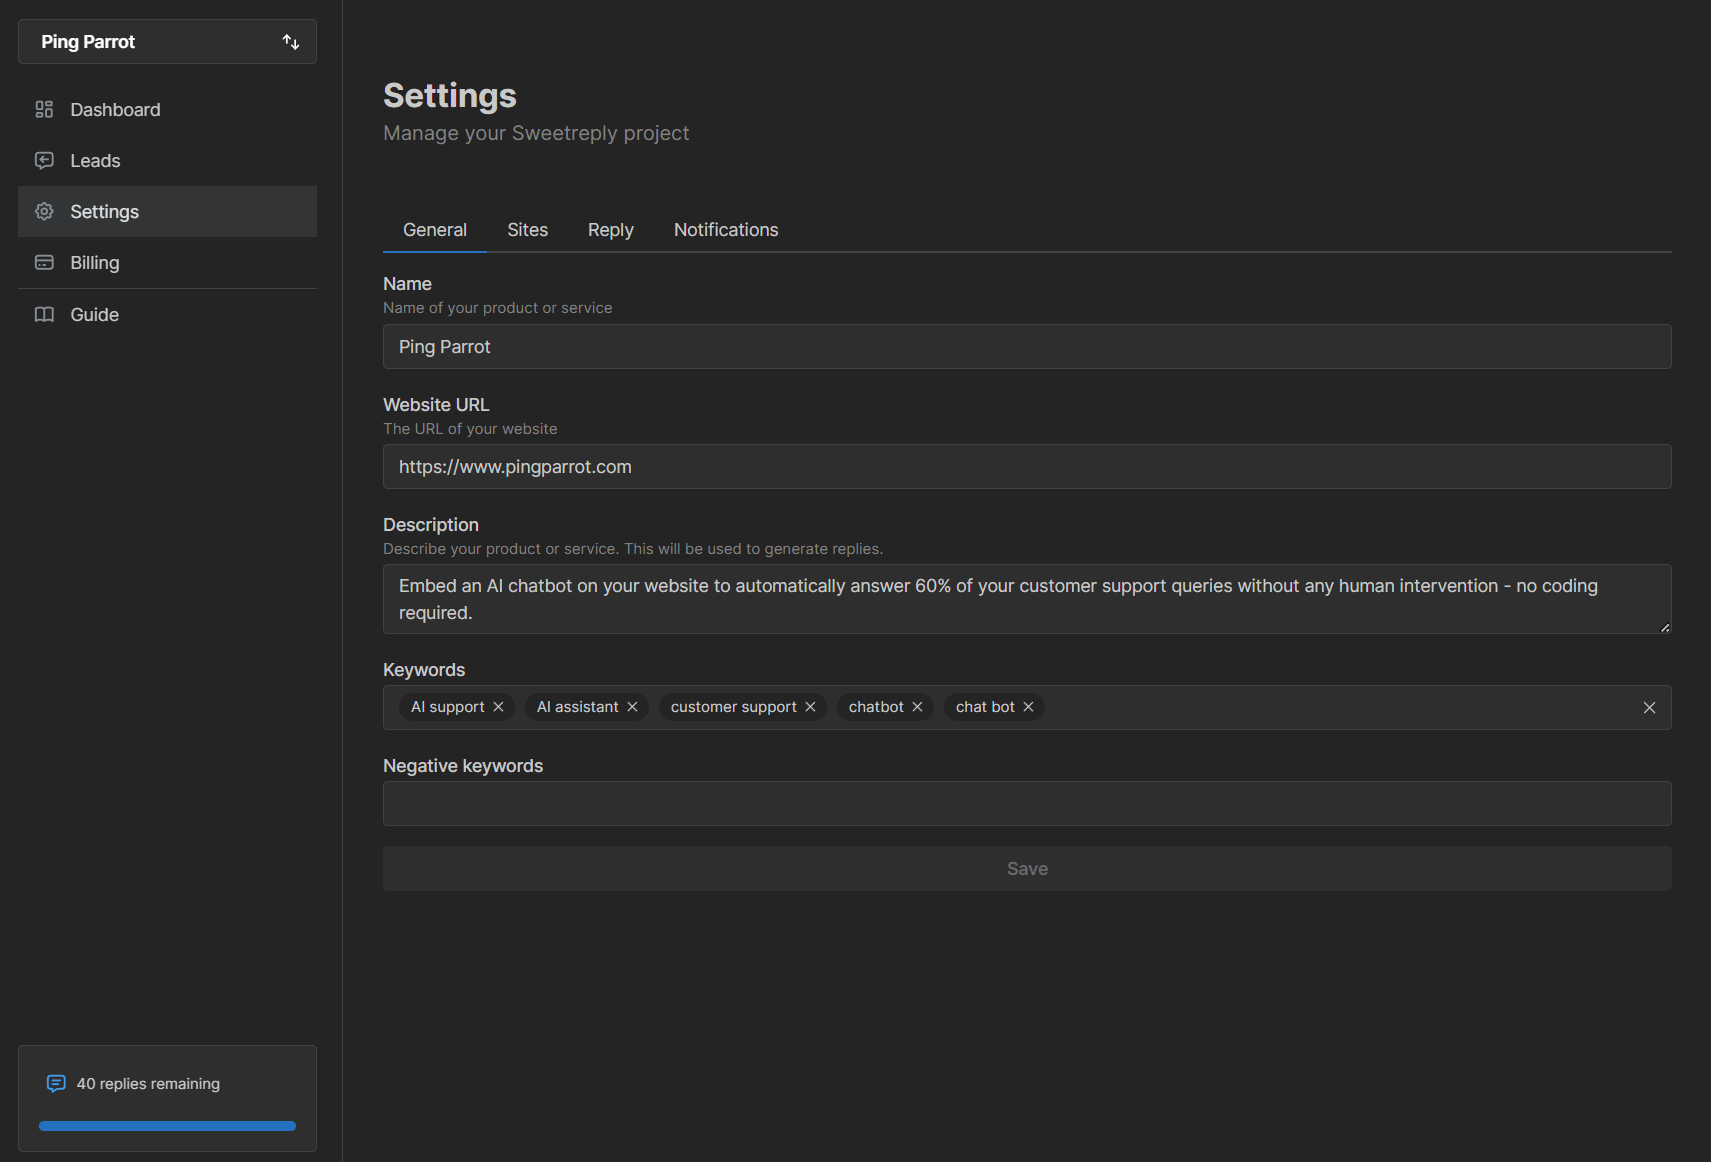 Ping Parrot
Dashboard
Leads
Settings
Billing
Guide
40 replies remaining
Settings
Manage your Sweetreply project
General Sites Reply Notifications
Name
Name of your product or service
Ping Parrot
Website URL
The URL of your website
https://www.pingparrot.com
Description
Describe your product or service. This will be used to generate replies.
Embed an AI chatbot on your website to automatically answer 60% of your customer support queries without any human intervention - no coding
required.
Keywords
AI support AI assistant customer support chatbot chat bot
Negative keywords
Save